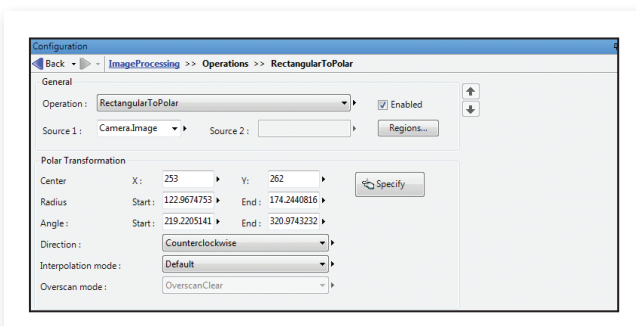 Configuration
Back ImageProcessing >> Operations >> RectangularToPolar
General
Operation : RectangularToPolar Enabled
Source 1 : Camera.Image Source 2 : Regions...
Polar Transformation
Center X : 253 Y: 262 Specify
Radius Start : 122.9674753 End : 174.2440816
Angle : Start : 219.2205141 End : 320.9743232
Direction : Counterclockwise
Interpolation mode : Default
Overscan mode : OverscanClear